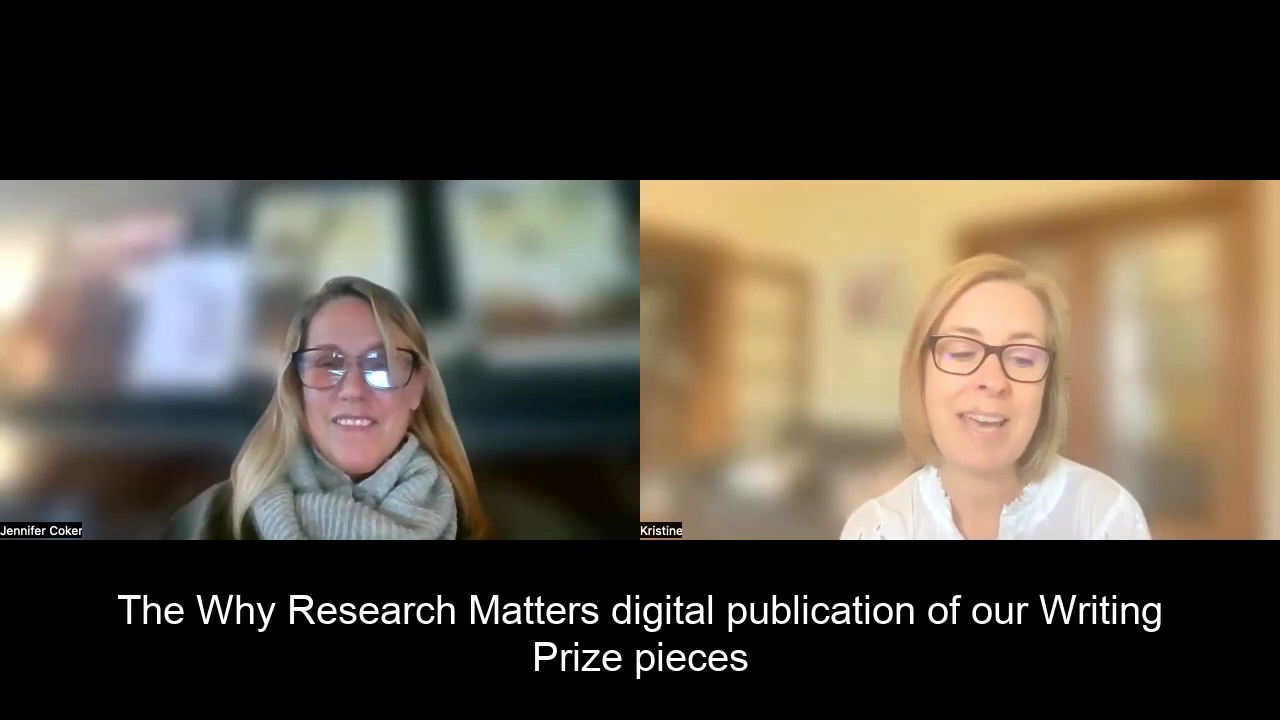 Jennifer Coker
Kristine
The Why Research Matters digital publication of our Writing
Prize pieces